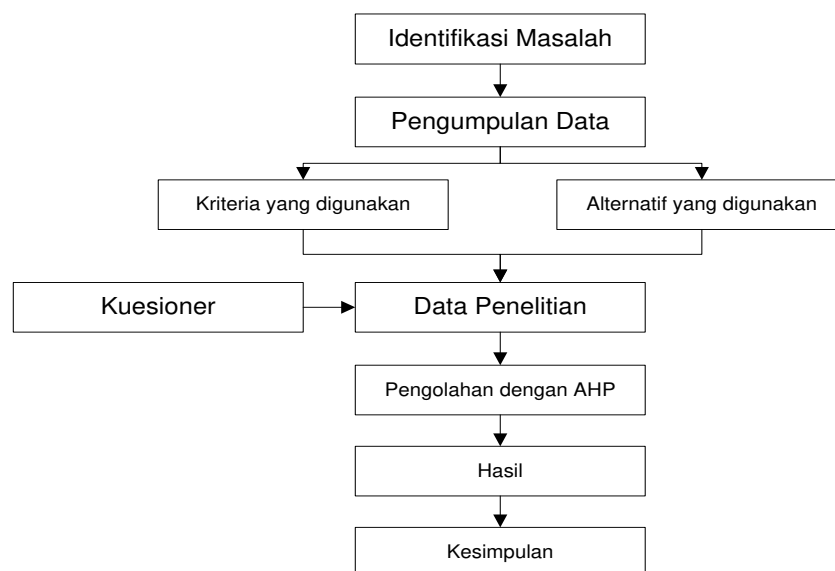 Identifikasi Masalah
Pengumpulan Data
Kriteria yang digunakan
Alternatif yang digunakan
Kuesioner
Data Penelitian
Pengolahan dengan AHP
Hasil
Kesimpulan